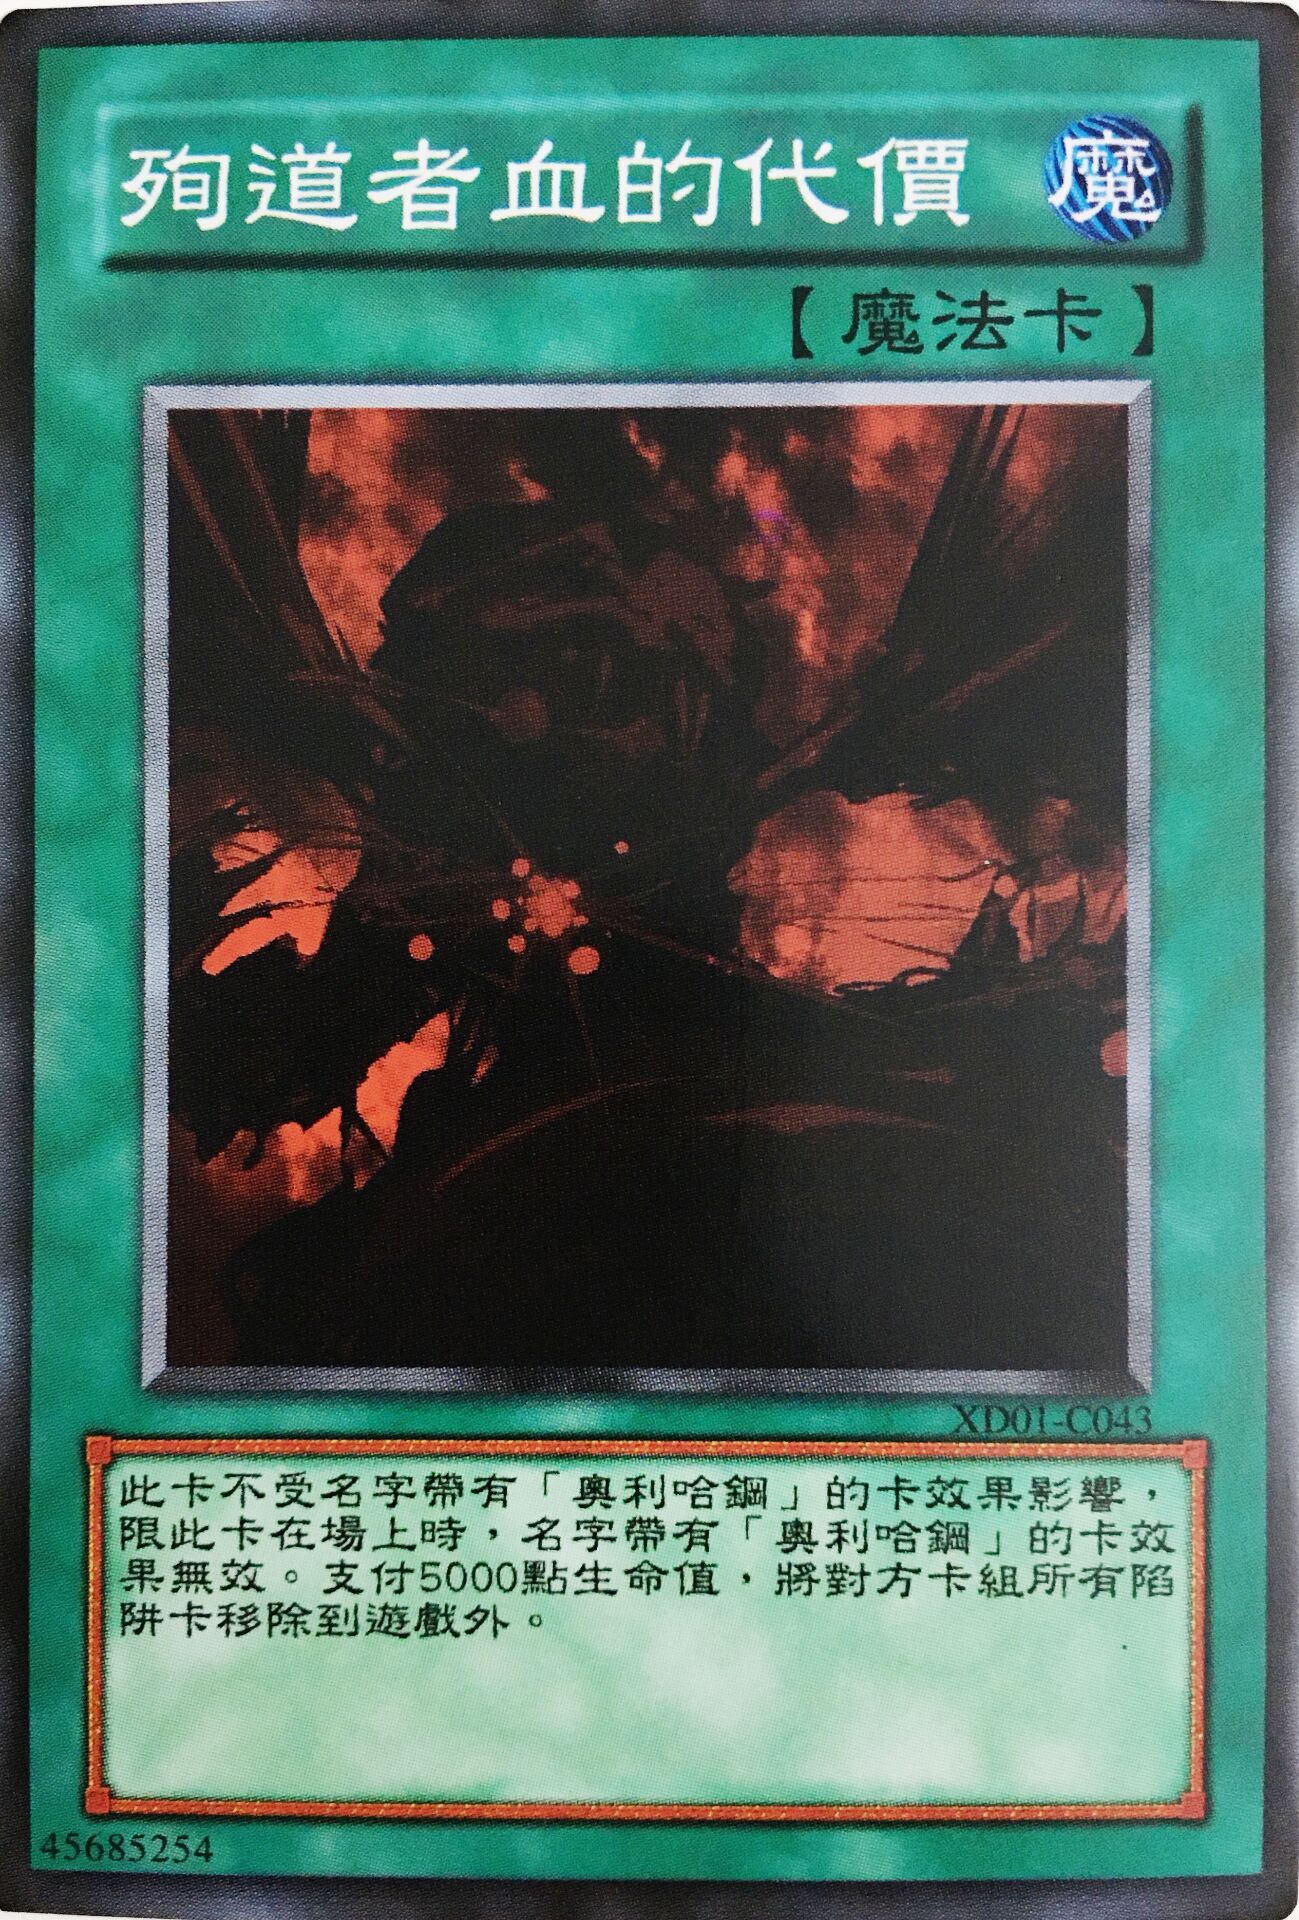 殉道者血的代價 魔
【魔法卡】
XD01-C043
此卡不受名字帶有「奧利哈鋼」的卡效果影響，
限此卡在場上時，名字帶有「奧利哈鋼」的卡效
果無效。支付5000點生命值，將對方卡組所有陷
阱卡移除到遊戲外。
45685254